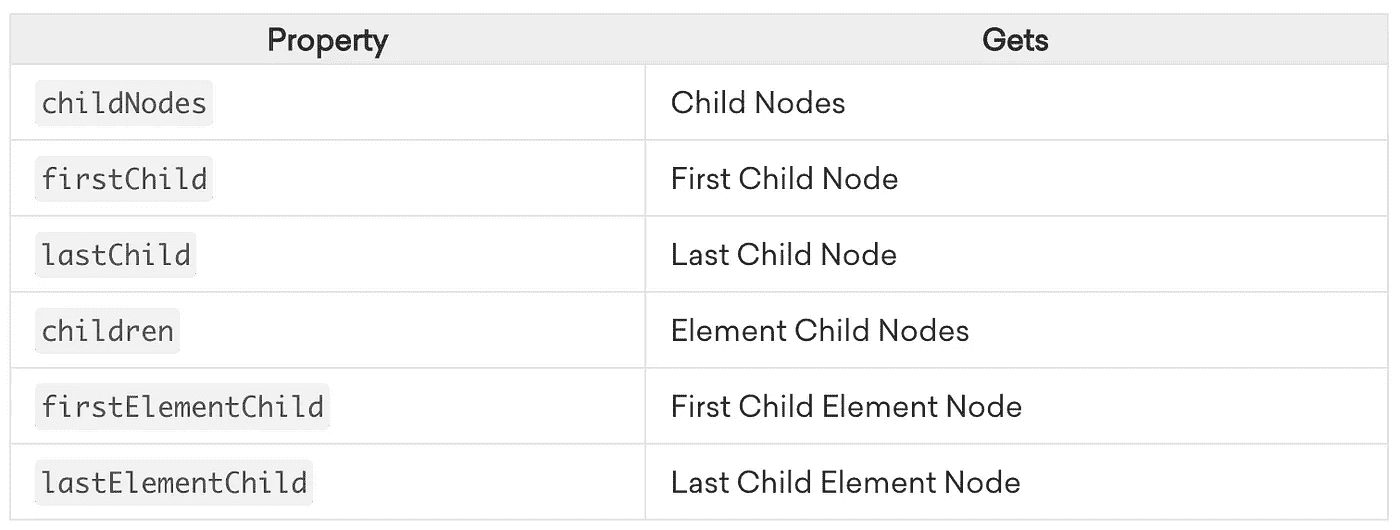 Property Gets
childNodes Child Nodes
firstChild First Child Node
lastChild Last Child Node
children Element Child Nodes
firstElementChild First Child Element Node
lastElementChild Last Child Element Node